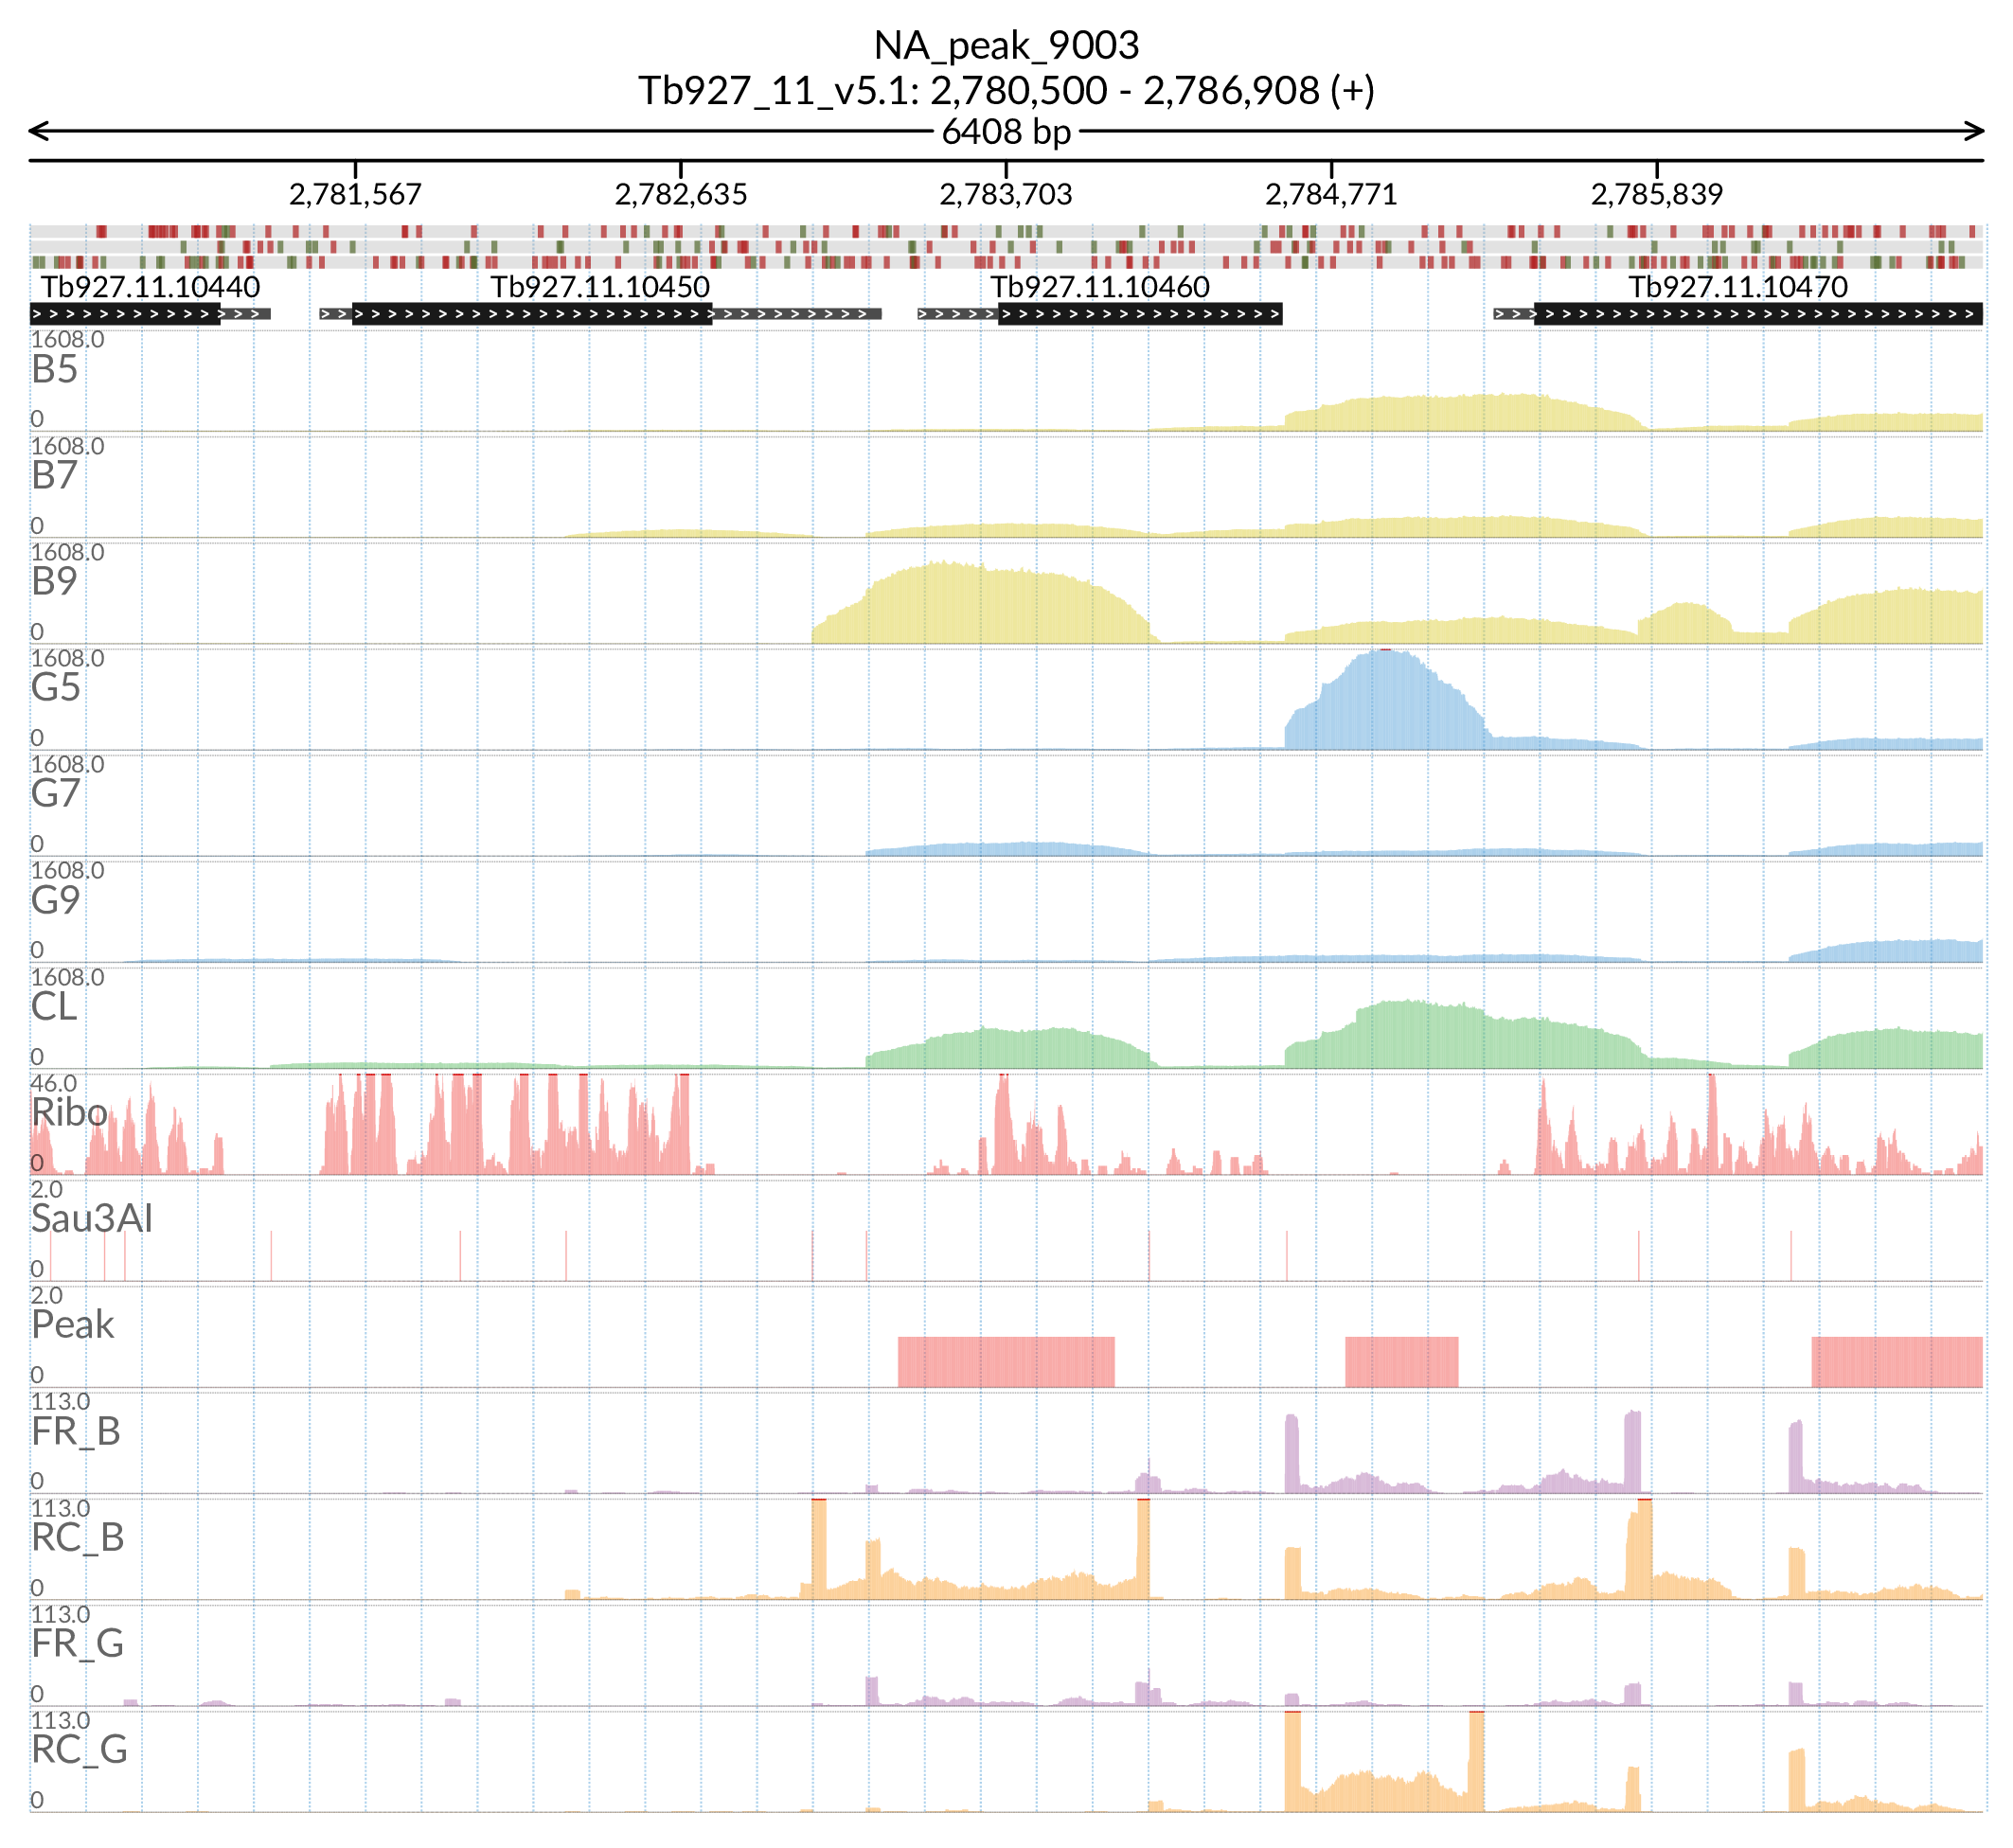 NA_peak_9003
Tb927_11_v5.1: 2,780,500 - 2,786,908 (+)
6408 bp
2,781,567 2,782,635 2,783,703 2,784,771 2,785,839
Tb927.11.10440 Tb927.11.10450 Tb927.11.10460 Tb927.11.10470
1608.0
B5
0
1608.0
B7
0
1608.0
B9
0
1608.0
G5
0
1608.0
G7
0
1608.0
G9
0
1608.0
CL
0
46.0
Ribo
0
2.0
Sau3AI
0
2.0
Peak
0
113.0
FR_B
0
113.0
RC_B
0
113.0
FR_G
0
113.0
RC_G
0